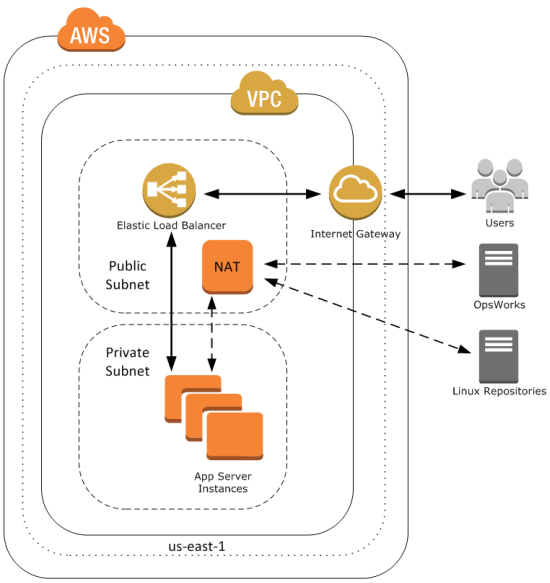 AWS
VPC
Elastic Load Balancer
Internet Gateway
Users
Public
Subnet
NAT
OpsWorks
Private
Subnet
Linux Repositories
App Server
Instances
us-east-1